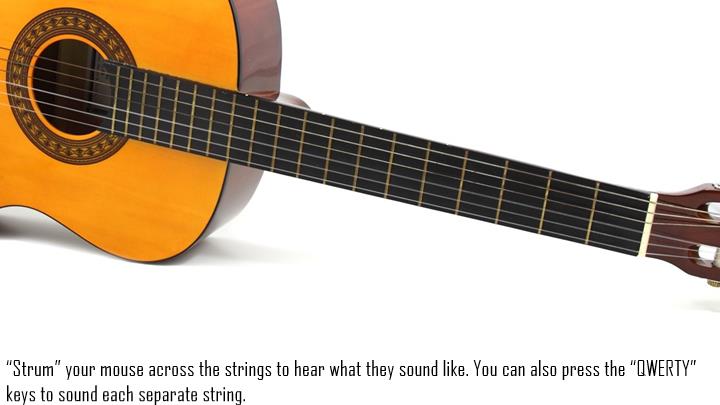 “Strum” your mouse across the strings to hear what they sound like. You can also press the “QWERTY”
keys to sound each separate string.